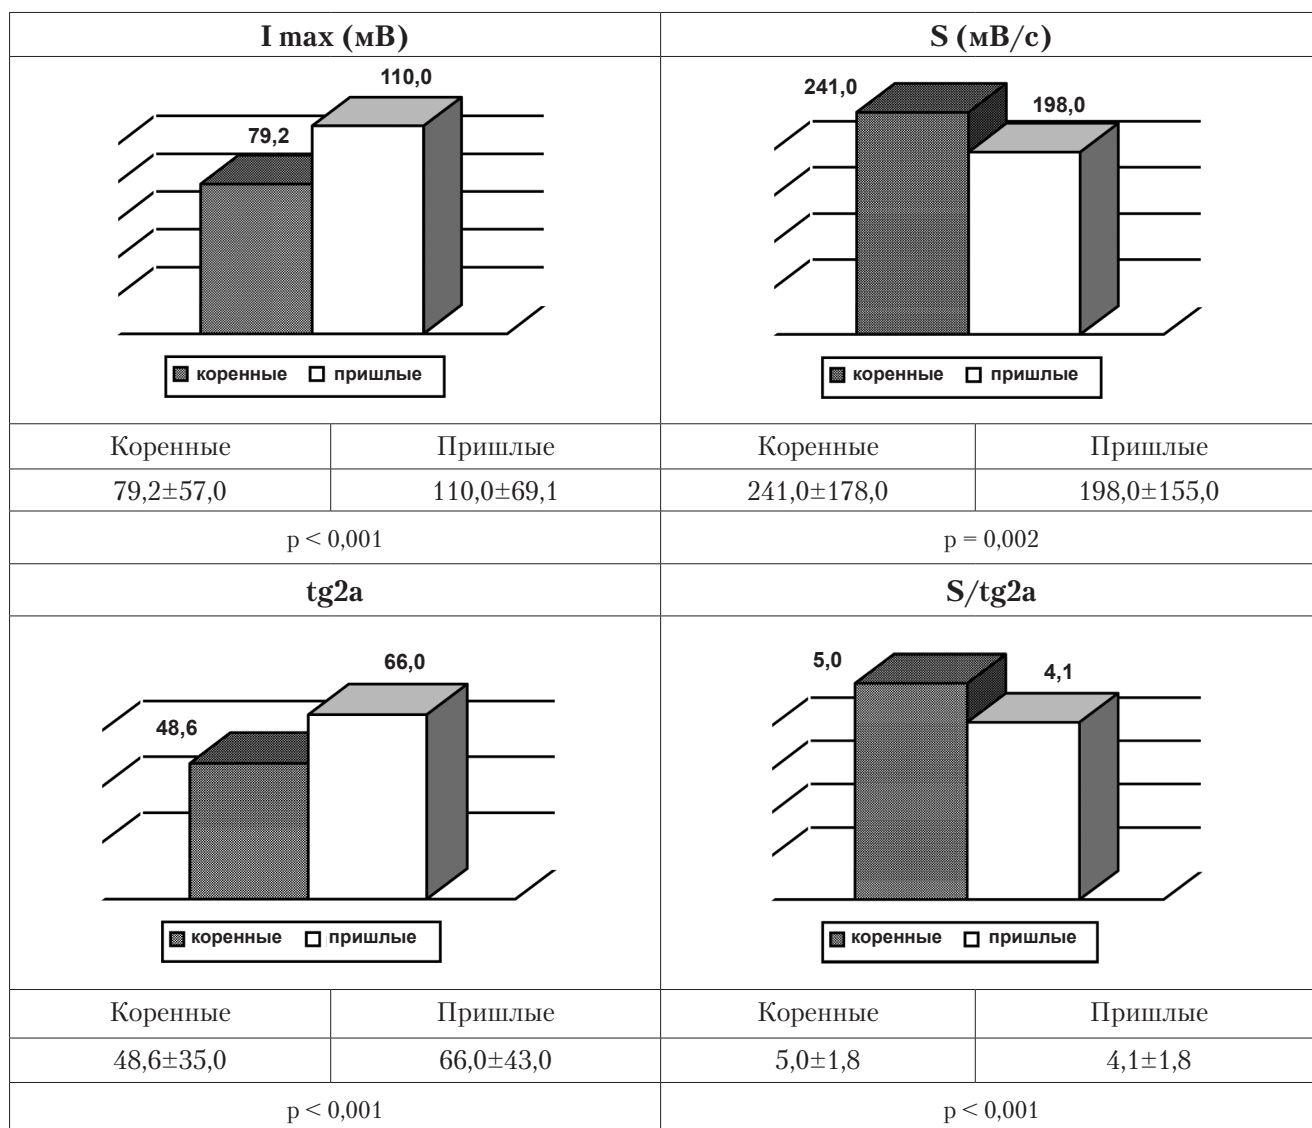 I max (мВ)
S (мВ/с)
110,0
79,2
коренные пришлые
241,0
198,0
коренные пришлые
Коренные Пришлые Коренные Пришлые
79,2±57,0 110,0±69,1 241,0±178,0 198,0±155,0
p < 0,001 p = 0,002
tg2a
S/tg2a
66,0
48,6
коренные пришлые
5,0
4,1
коренные пришлые
Коренные Пришлые Коренные Пришлые
48,6±35,0 66,0±43,0 5,0±1,8 4,1±1,8
p < 0,001 p < 0,001